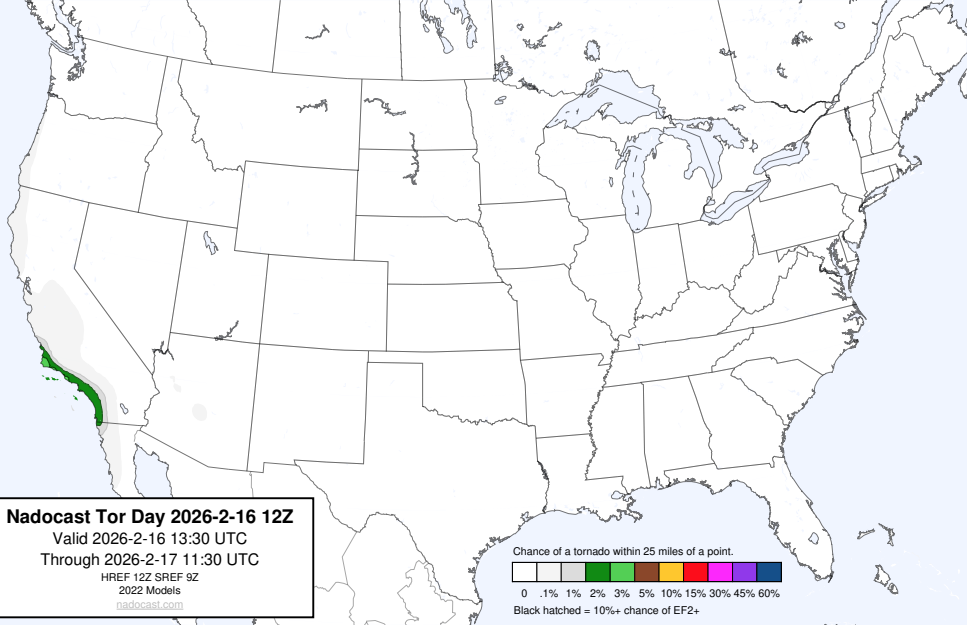 Nadocast Tor Day 2026-2-16 12Z
Valid 2026-2-16 13:30 UTC
Through 2026-2-17 11:30 UTC
HREF 12Z SREF 9Z
2022 Models
nadocast.com
Chance of a tornado within 25 miles of a point.
0 .1% 1% 2% 3% 5% 10% 15% 30% 45% 60%
Black hatched = 10%+ chance of EF2+